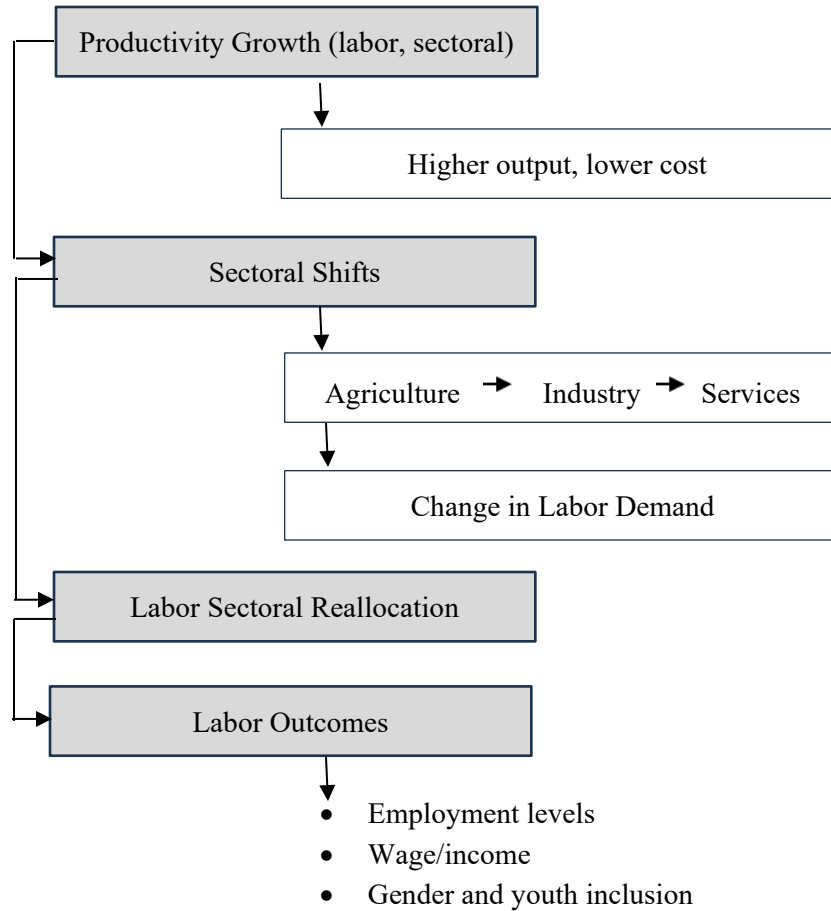 Productivity Growth (labor, sectoral)
Higher output, lower cost
Sectoral Shifts
Agriculture → Industry → Services
Change in Labor Demand
Labor Sectoral Reallocation
Labor Outcomes
• Employment levels
• Wage/income
• Gender and youth inclusion